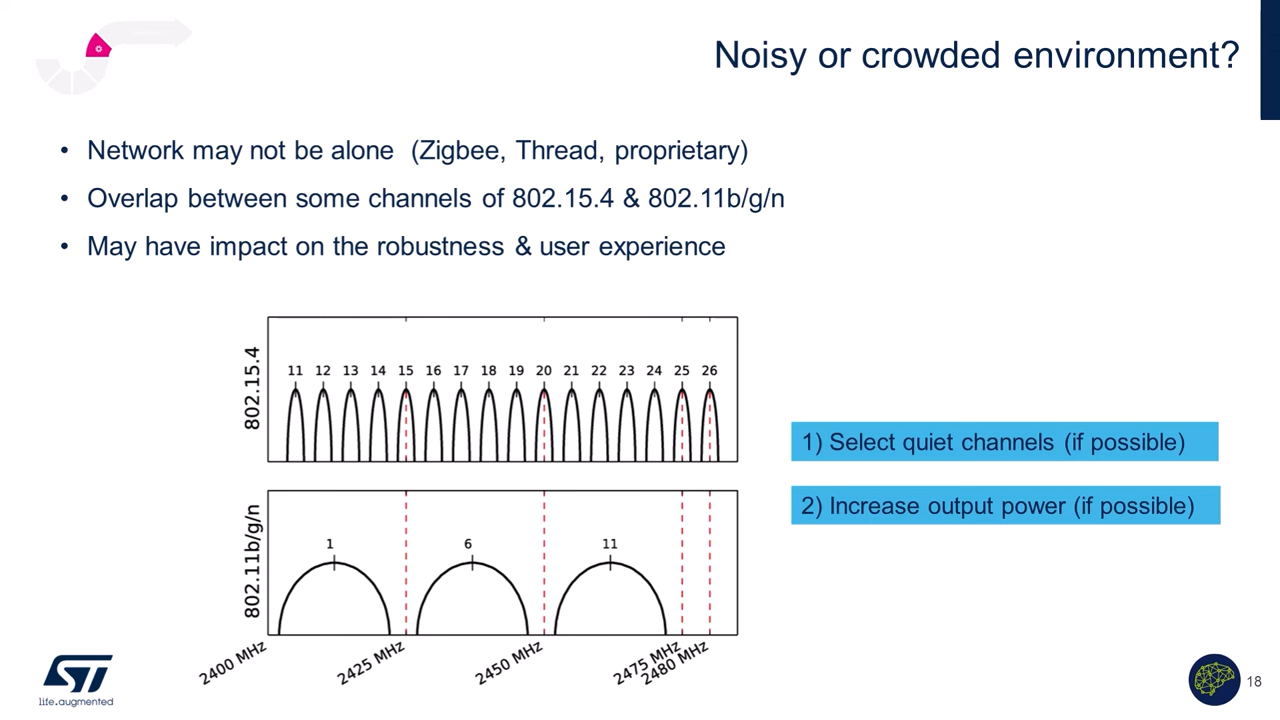 Noisy or crowded environment?
• Network may not be alone (Zigbee, Thread, proprietary)
• Overlap between some channels of 802.15.4 & 802.11b/g/n
• May have impact on the robustness & user experience
802.15.4
11 12 13 14 15 16 17 18 19 20 21 22 23 24 25 26
1) Select quiet channels (if possible)
2) Increase output power (if possible)
802.11b/g/n
1 6 11
2400 MHz 2425 MHz 2450 MHz 2475 MHz 2480 MHz
ST
life.augmented
18